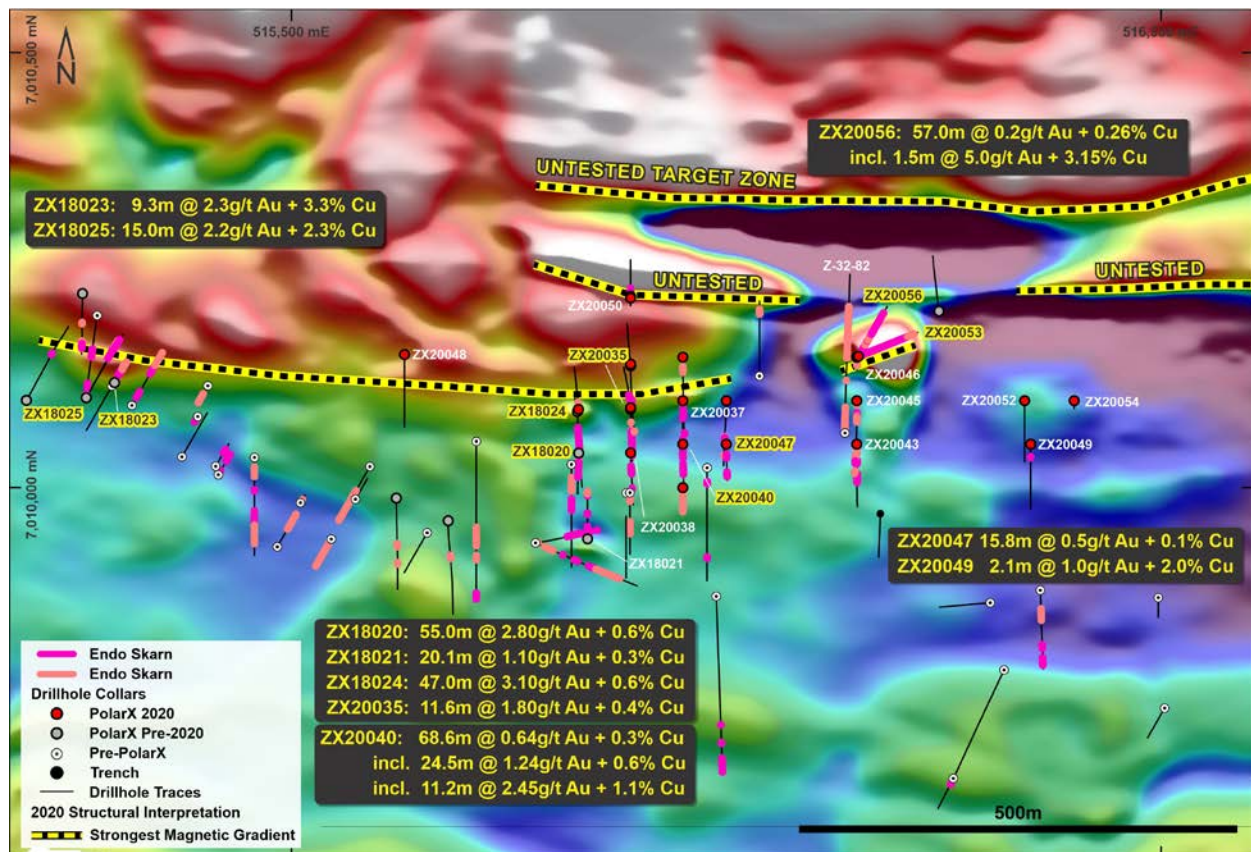 515,500 mE
516,500 mE
7,010,500 mN
N
ZX20056: 57.0m @ 0.2g/t Au + 0.26% Cu
incl. 1.5m @ 5.0g/t Au + 3.15% Cu
UNTESTED TARGET ZONE
ZX18023: 9.3m @ 2.3g/t Au + 3.3% Cu
ZX18025: 15.0m @ 2.2g/t Au + 2.3% Cu
Z-32-82
UNTESTED
UNTESTED
ZX20050
ZX20056
ZX20053
ZX20048
ZX20035
ZX20046
ZX18025
ZX18023
ZX18024
ZX20037
ZX20045
ZX20052
ZX20054
ZX18020
ZX20047
ZX20043
ZX20049
7,010,000 mN
ZX20040
ZX20038
ZX18021
ZX20047 15.8m @ 0.5g/t Au + 0.1% Cu
ZX20049 2.1m @ 1.0g/t Au + 2.0% Cu
ZX18020: 55.0m @ 2.80g/t Au + 0.6% Cu
ZX18021: 20.1m @ 1.10g/t Au + 0.3% Cu
ZX18024: 47.0m @ 3.10g/t Au + 0.6% Cu
ZX20035: 11.6m @ 1.80g/t Au + 0.4% Cu
ZX20040: 68.6m @ 0.64g/t Au + 0.3% Cu
incl. 24.5m @ 1.24g/t Au + 0.6% Cu
incl. 11.2m @ 2.45g/t Au + 1.1% Cu
Endo Skarn
Endo Skarn
Drillhole Collars
PolarX 2020
PolarX Pre-2020
Pre-PolarX
Trench
Drillhole Traces
2020 Structural Interpretation
Strongest Magnetic Gradient
500m